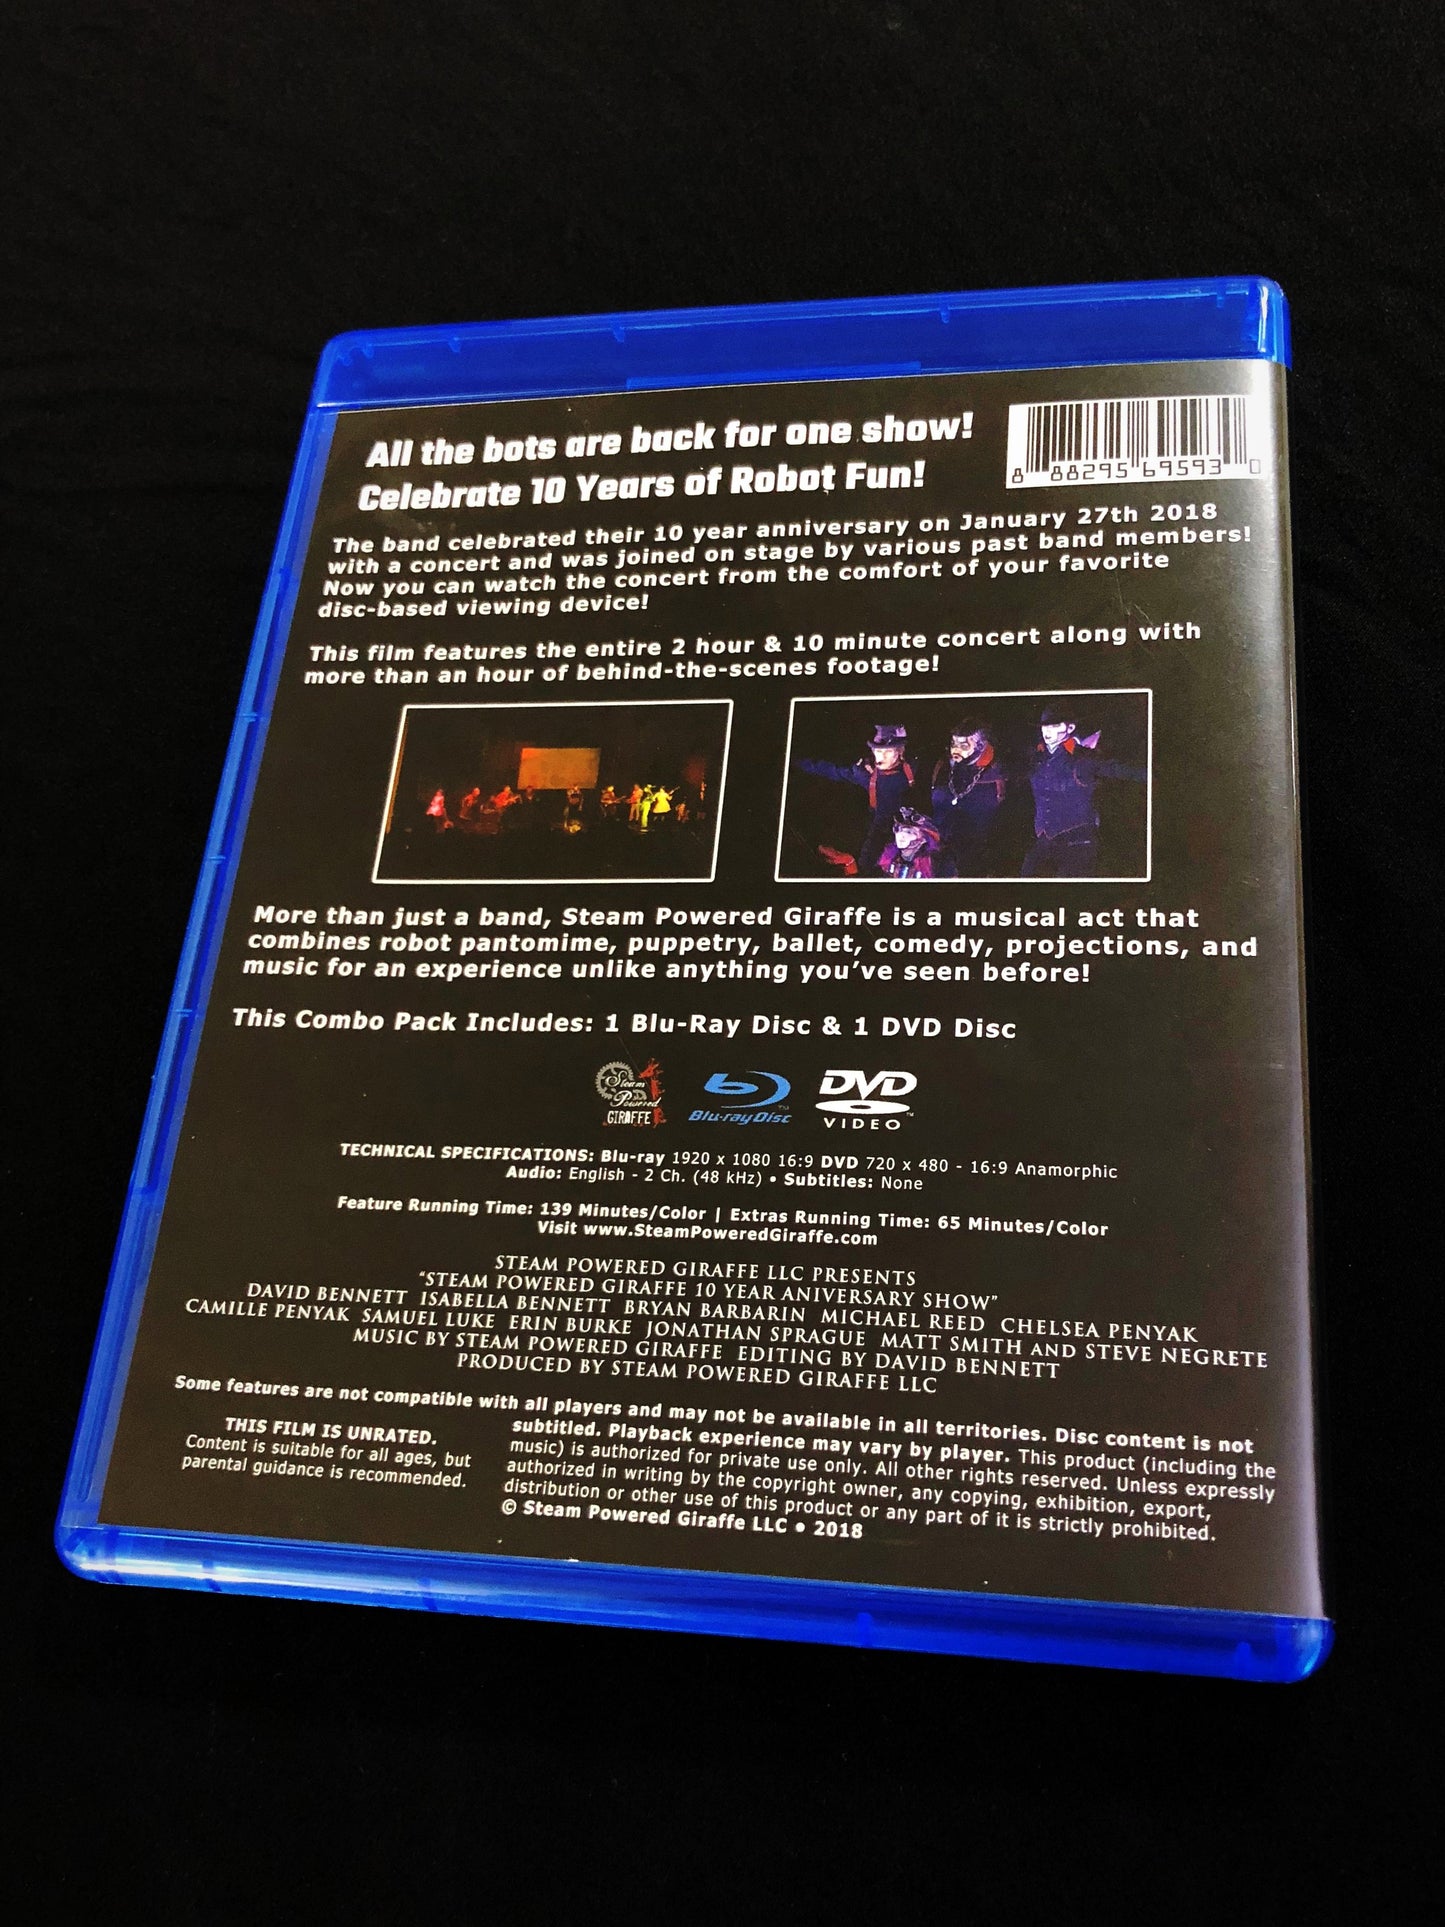 All the bots are back for one show!
Celebrate 10 Years of Robot Fun!
8 88295 69593 0
The band celebrated their 10 year anniversary on January 27th 2018
with a concert and was joined on stage by various past band members!
Now you can watch the concert from the comfort of your favorite
disc-based viewing device!
This film features the entire 2 hour & 10 minute concert along with
more than an hour of behind-the-scenes footage!
More than just a band, Steam Powered Giraffe is a musical act that
combines robot pantomime, puppetry, ballet, comedy, projections, and
music for an experience unlike anything you've seen before!
This Combo Pack Includes: 1 Blu-Ray Disc & 1 DVD Disc
Steam
Powered
GIRAFFE
Blu-ray Disc™
DVD™
VIDEO
TECHNICAL SPECIFICATIONS: Blu-ray 1920 x 1080 16:9 DVD 720 x 480 - 16:9 Anamorphic
Audio: English - 2 Ch. (48 kHz) • Subtitles: None
Feature Running Time: 139 Minutes/Color | Extras Running Time: 65 Minutes/Color
Visit www.SteamPoweredGiraffe.com
STEAM POWERED GIRAFFE LLC PRESENTS
"STEAM POWERED GIRAFFE 10 YEAR ANIVERSARY SHOW"
DAVID BENNETT ISABELLA BENNETT BRYAN BARBARIN MICHAEL REED CHELSEA PENYAK
CAMILLE PENYAK SAMUEL LUKE ERIN BURKE JONATHAN SPRAGUE MATT SMITH AND STEVE NEGRETE
MUSIC BY STEAM POWERED GIRAFFE EDITING BY DAVID BENNETT
PRODUCED BY STEAM POWERED GIRAFFE LLC
Some features are not compatible with all players and may not be available in all territories. Disc content is not
subtitled. Playback experience may vary by player. This product (including the
music) is authorized for private use only. All other rights reserved. Unless expressly
authorized in writing by the copyright owner, any copying, exhibition, export,
distribution or other use of this product or any part of it is strictly prohibited.
© Steam Powered Giraffe LLC • 2018
THIS FILM IS UNRATED.
Content is suitable for all ages, but
parental guidance is recommended.